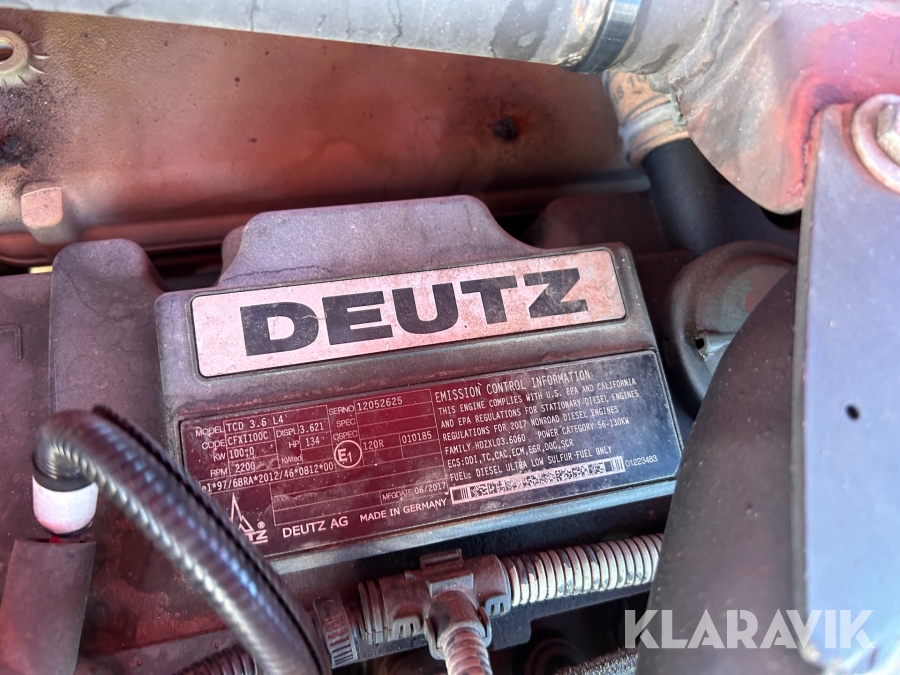 DEUTZ
MODEL TCD 3.6 L4 SERNO 12052625
CODE CFXII00C DISPL 3.621 CSPEC
KW 100.0 HP 134 GSPEC
RPM 2200 KWred E1 120R 010185
e1*97/68RA*2012/46*0812*00
MFGDATE 06/2017
DEUTZ AG MADE IN GERMANY
EMISSION CONTROL INFORMATION
THIS ENGINE COMPLIES WITH U.S. EPA AND CALIFORNIA
AND EPA REGULATIONS FOR STATIONARY DIESEL ENGINES
REGULATIONS FOR 2017 NONROAD DIESEL ENGINES
FAMILY: HDZXL03.6060 POWER CATEGORY 56-130KW
ECS: DDI, TC, CAC, ECM, EGR, DOC, SCR
FUEL: DIESEL ULTRA LOW SULFUR FUEL ONLY
01223483
KLARAVIK